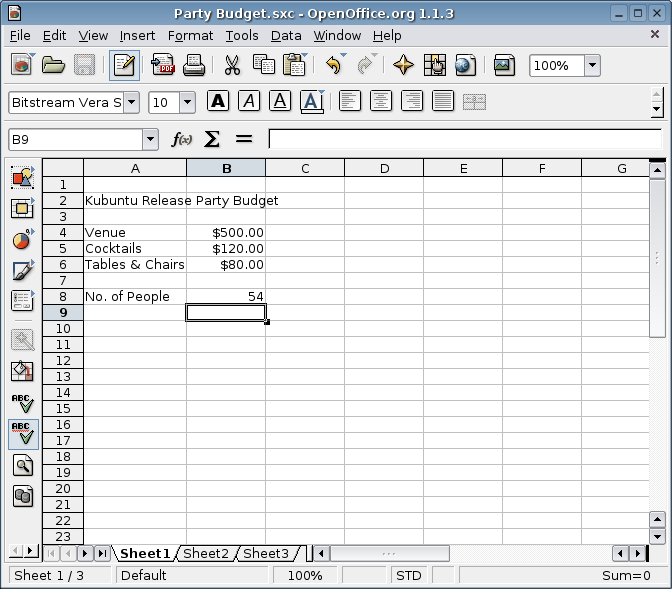 Party Budget.sxc - OpenOffice.org 1.1.3
File Edit View Insert Format Tools Data Window Help
PDF 100%
Bitstream Vera S 10 A A A A
B9 f(x) Σ =
A B C D E F G
1
2 Kubuntu Release Party Budget
3
4 Venue $500.00
5 Cocktails $120.00
6 Tables & Chairs $80.00
7
8 No. of People 54
9
10
11
12
13
14 ABC
15
16 ABC
17
18
19
20
21
22
23
Sheet1 Sheet2 Sheet3
Sheet 1 / 3 Default 100% STD Sum=0